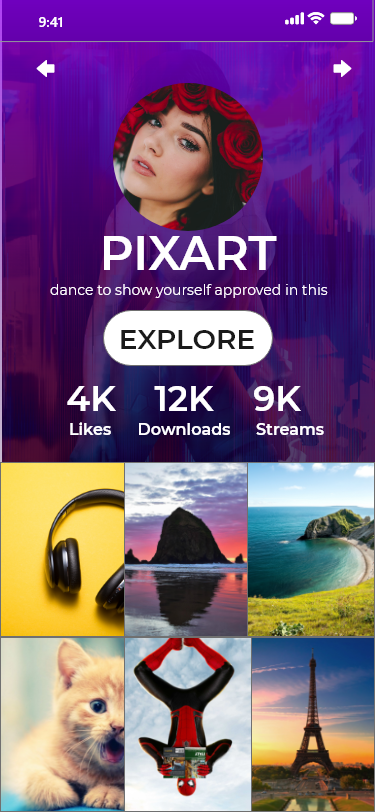 9:41
PIXART
dance to show yourself approved in this
EXPLORE
4K 12K 9K
Likes Downloads Streams